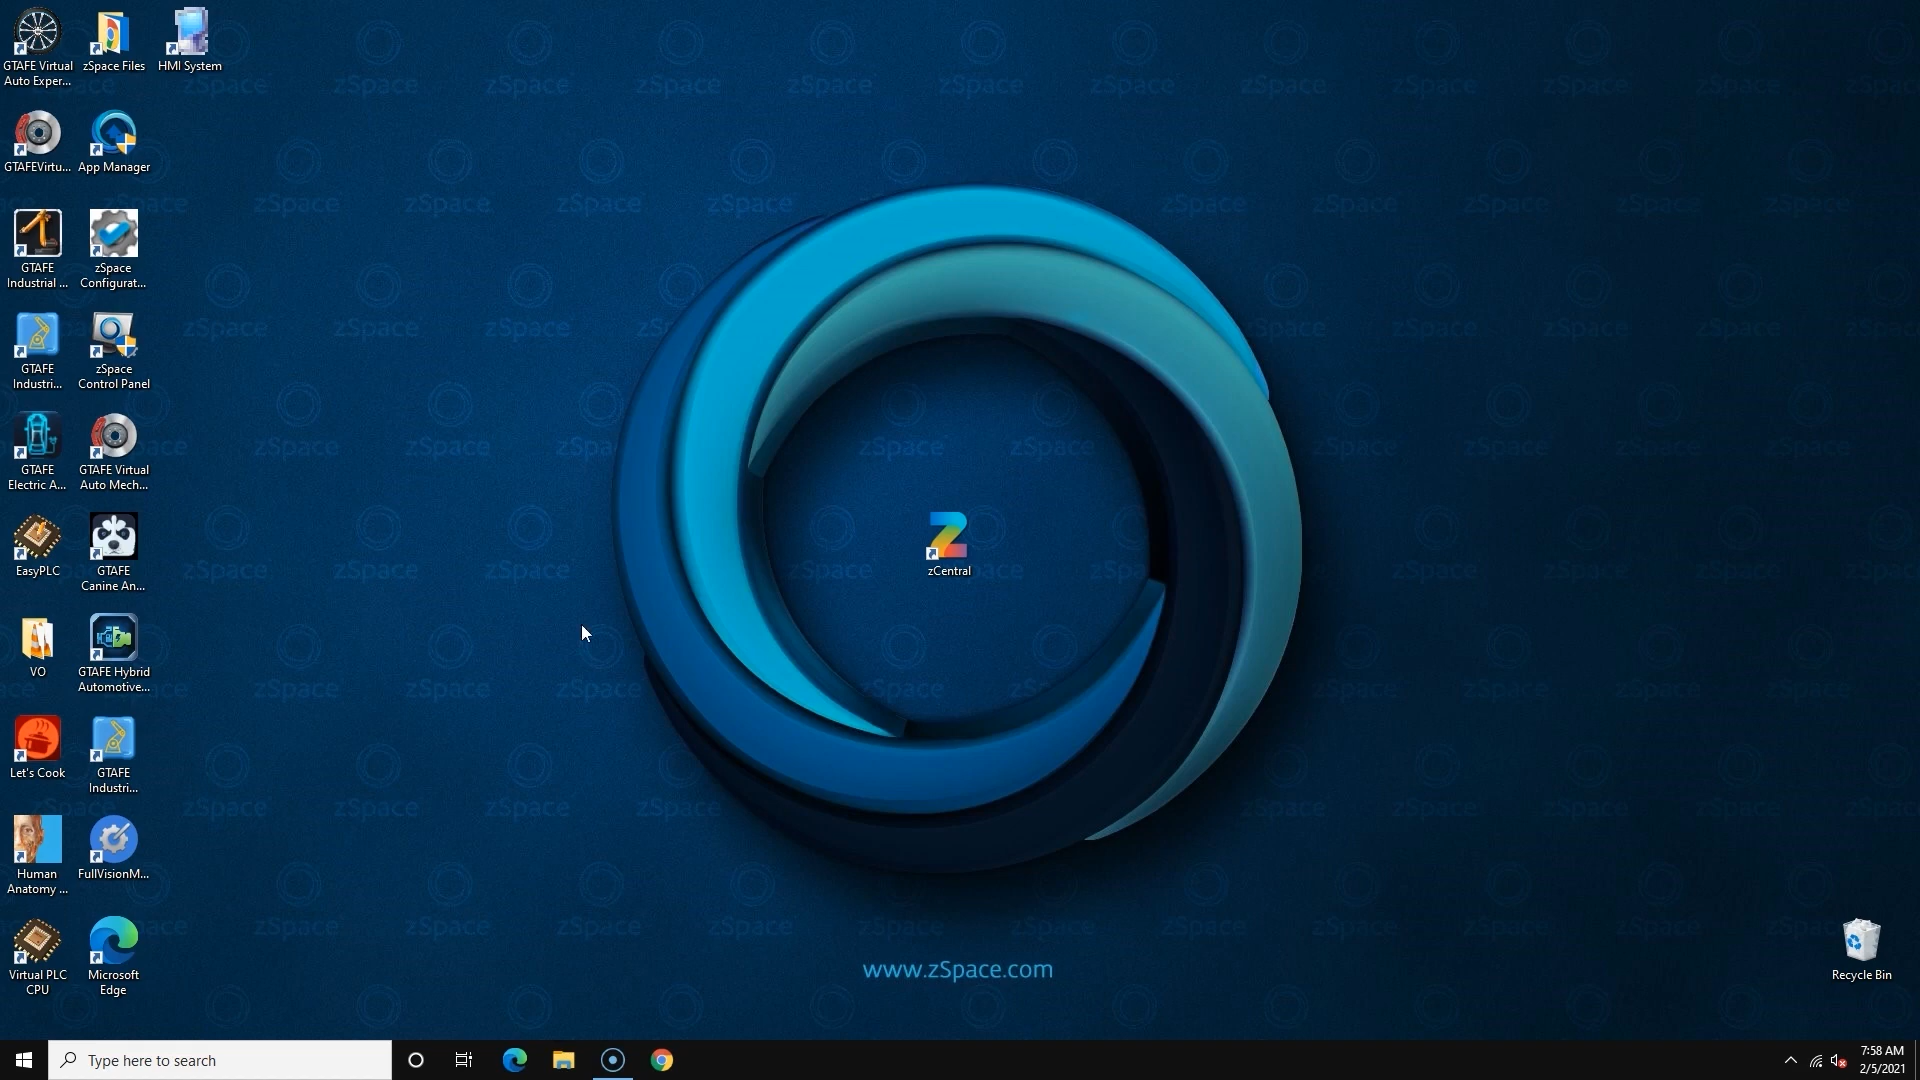 GTAFE Virtual
Auto Exper...
zSpace Files
HMI System
GTAFEVirtu...
App Manager
GTAFE
Industrial ...
zSpace
Configurat...
GTAFE
Industri...
zSpace
Control Panel
GTAFE
Electric A...
GTAFE Virtual
Auto Mech...
EasyPLC
GTAFE
Canine An...
zCentral
VO
GTAFE Hybrid
Automotive...
Let's Cook
GTAFE
Industri...
Human
Anatomy ...
FullVisionM...
Virtual PLC
CPU
Microsoft
Edge
www.zSpace.com
Recycle Bin
Type here to search
7:58 AM
2/5/2021